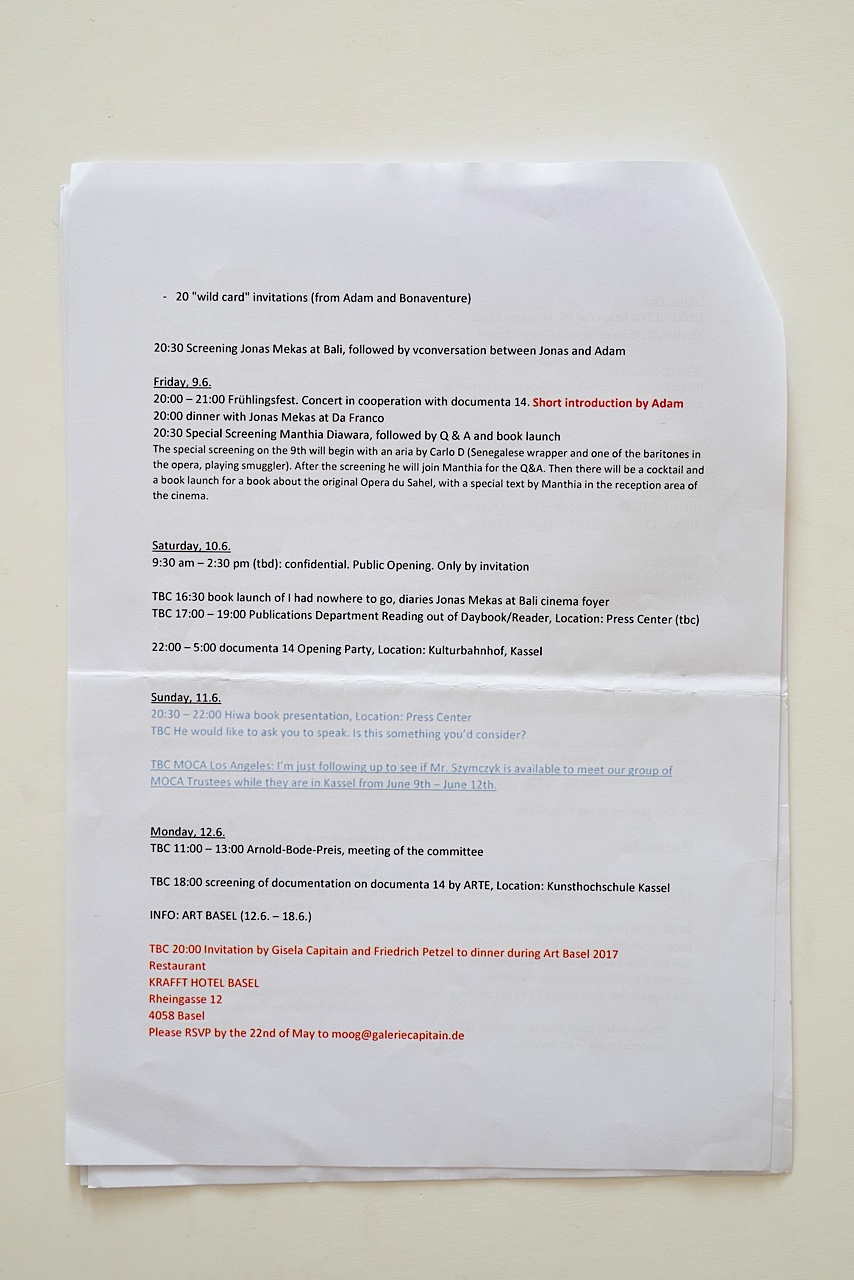 - 20 "wild card" invitations (from Adam and Bonaventure)
20:30 Screening Jonas Mekas at Bali, followed by vconversation between Jonas and Adam
Friday, 9.6.
20:00 – 21:00 Frühlingsfest. Concert in cooperation with documenta 14. Short introduction by Adam
20:00 dinner with Jonas Mekas at Da Franco
20:30 Special Screening Manthia Diawara, followed by Q & A and book launch
The special screening on the 9th will begin with an aria by Carlo D (Senegalese wrapper and one of the baritones in
the opera, playing smuggler). After the screening he will join Manthia for the Q&A. Then there will be a cocktail and
a book launch for a book about the original Opera du Sahel, with a special text by Manthia in the reception area of
the cinema.
Saturday, 10.6.
9:30 am – 2:30 pm (tbd): confidential. Public Opening. Only by invitation
TBC 16:30 book launch of I had nowhere to go, diaries Jonas Mekas at Bali cinema foyer
TBC 17:00 – 19:00 Publications Department Reading out of Daybook/Reader, Location: Press Center (tbc)
22:00 – 5:00 documenta 14 Opening Party, Location: Kulturbahnhof, Kassel
Sunday, 11.6.
20:30 – 22:00 Hiwa book presentation, Location: Press Center
TBC He would like to ask you to speak. Is this something you'd consider?
TBC MOCA Los Angeles: I'm just following up to see if Mr. Szymczyk is available to meet our group of
MOCA Trustees while they are in Kassel from June 9th – June 12th.
Monday, 12.6.
TBC 11:00 – 13:00 Arnold-Bode-Preis, meeting of the committee
TBC 18:00 screening of documentation on documenta 14 by ARTE, Location: Kunsthochschule Kassel
INFO: ART BASEL (12.6. – 18.6.)
TBC 20:00 Invitation by Gisela Capitain and Friedrich Petzel to dinner during Art Basel 2017
Restaurant
KRAFFT HOTEL BASEL
Rheingasse 12
4058 Basel
Please RSVP by the 22nd of May to moog@galeriecapitain.de